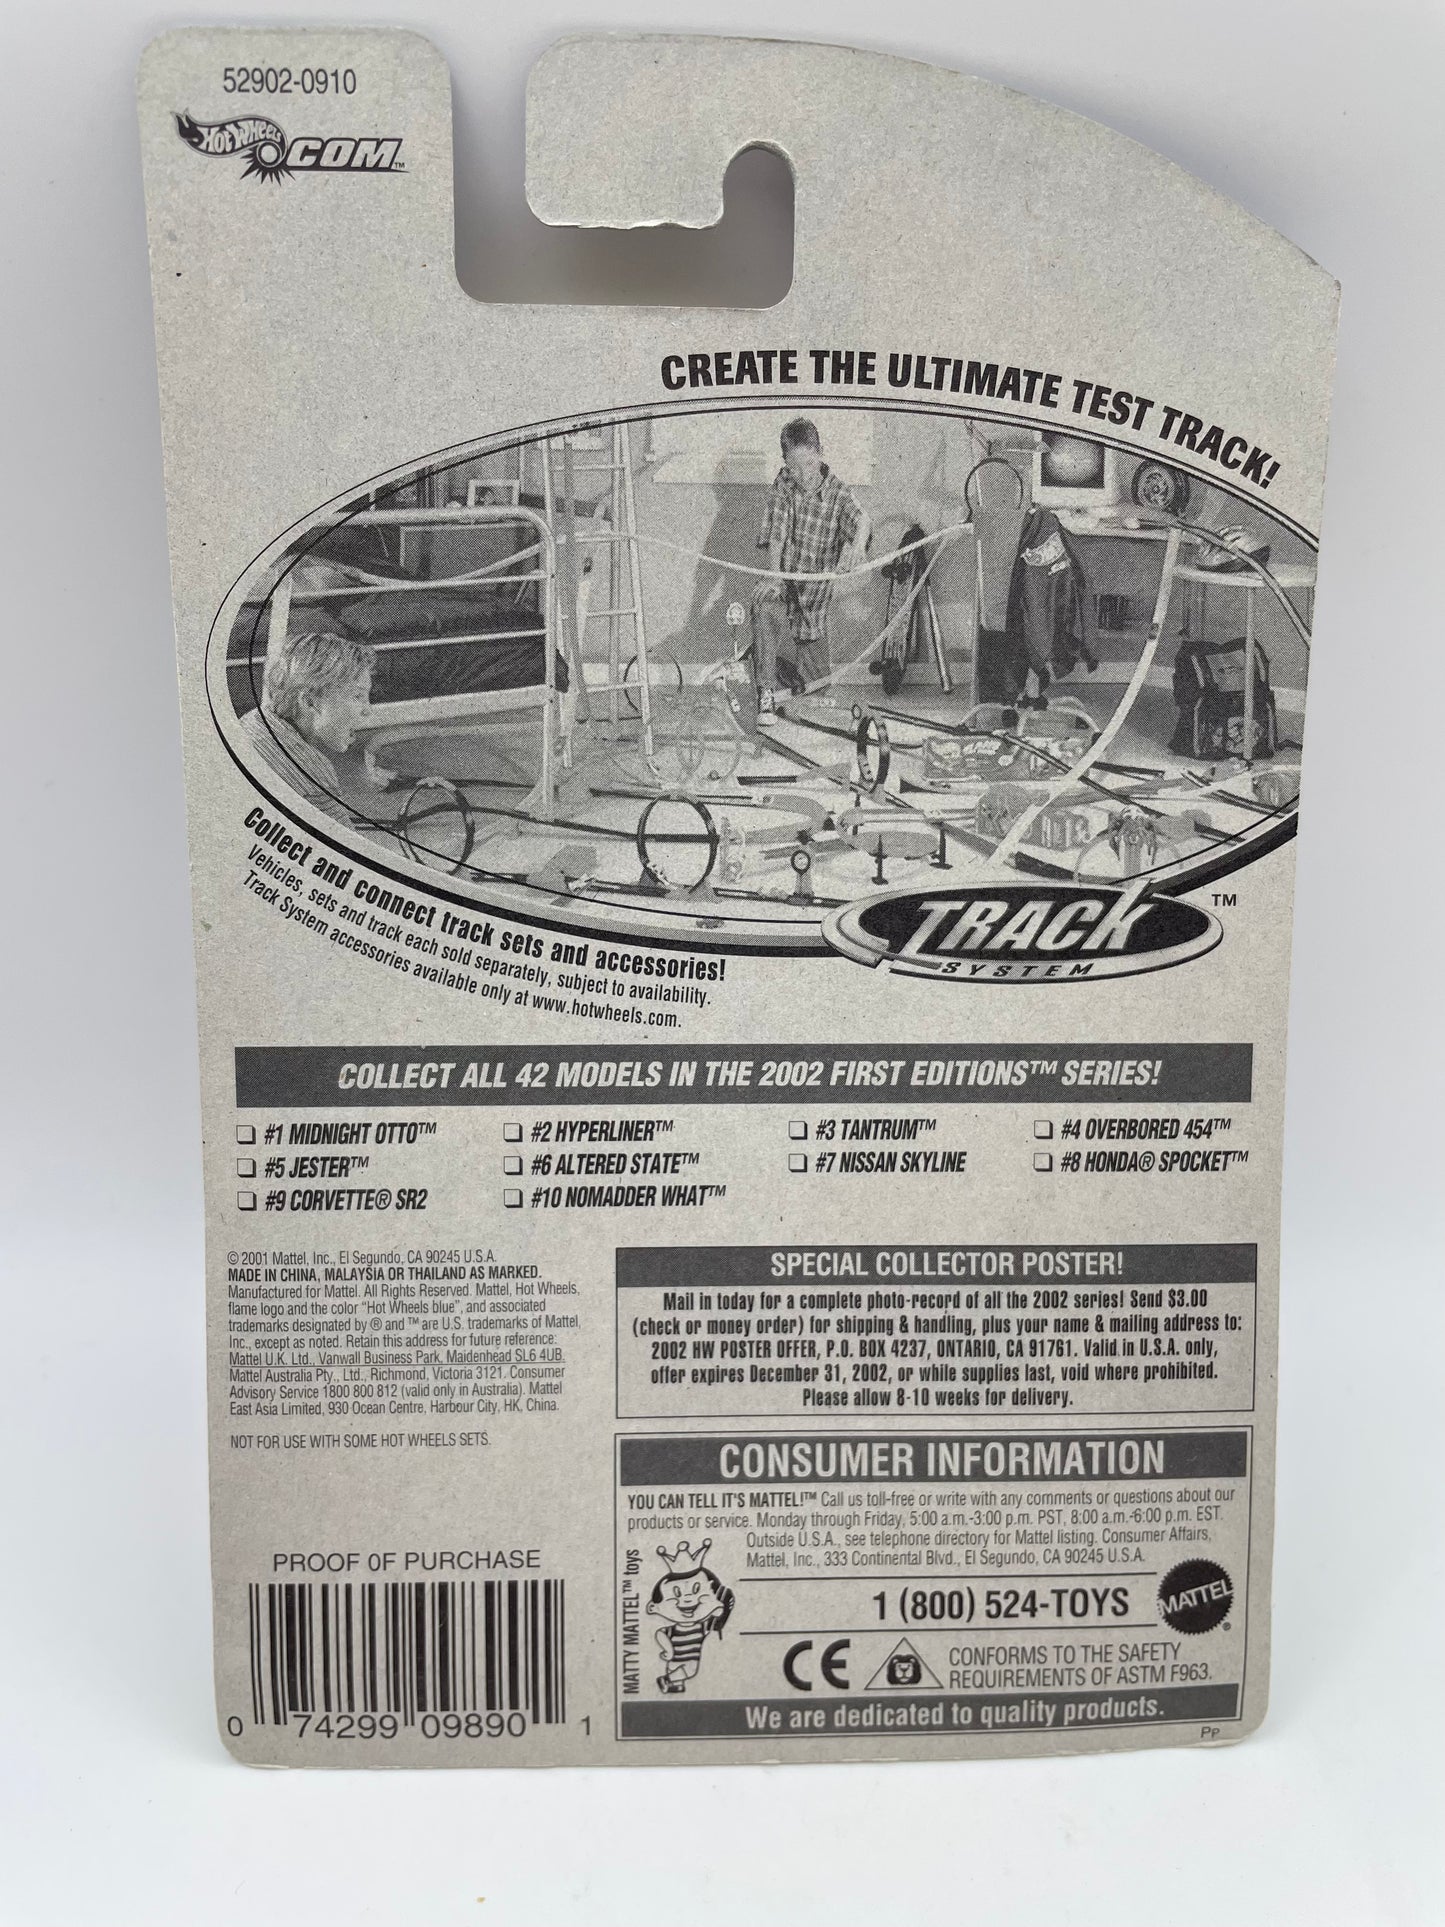 52902-0910
Hot Wheels .COM™
CREATE THE ULTIMATE TEST TRACK!
Collect and connect track sets and accessories!
Vehicles, sets and track each sold separately, subject to availability.
Track System accessories available only at www.hotwheels.com.
TRACK ™
SYSTEM
COLLECT ALL 42 MODELS IN THE 2002 FIRST EDITIONS™ SERIES!
❏ #1 MIDNIGHT OTTO™ ❏ #2 HYPERLINER™ ❏ #3 TANTRUM™ ❏ #4 OVERBORED 454™
❏ #5 JESTER™ ❏ #6 ALTERED STATE™ ❏ #7 NISSAN SKYLINE ❏ #8 HONDA® SPOCKET™
❏ #9 CORVETTE® SR2 ❏ #10 NOMADDER WHAT™
© 2001 Mattel, Inc., El Segundo, CA 90245 U.S.A.
MADE IN CHINA, MALAYSIA OR THAILAND AS MARKED.
Manufactured for Mattel. All Rights Reserved. Mattel, Hot Wheels,
flame logo and the color "Hot Wheels blue", and associated
trademarks designated by ® and ™ are U.S. trademarks of Mattel,
Inc., except as noted. Retain this address for future reference:
Mattel U.K. Ltd., Vanwall Business Park, Maidenhead SL6 4UB.
Mattel Australia Pty., Ltd., Richmond, Victoria 3121. Consumer
Advisory Service 1800 800 812 (valid only in Australia). Mattel
East Asia Limited, 930 Ocean Centre, Harbour City, HK, China.
NOT FOR USE WITH SOME HOT WHEELS SETS.
PROOF OF PURCHASE
0 74299 09890 1
SPECIAL COLLECTOR POSTER!
Mail in today for a complete photo-record of all the 2002 series! Send $3.00
(check or money order) for shipping & handling, plus your name & mailing address to:
2002 HW POSTER OFFER, P.O. BOX 4237, ONTARIO, CA 91761. Valid in U.S.A. only,
offer expires December 31, 2002, or while supplies last, void where prohibited.
Please allow 8-10 weeks for delivery.
CONSUMER INFORMATION
YOU CAN TELL IT'S MATTEL!™ Call us toll-free or write with any comments or questions about our
products or service. Monday through Friday, 5:00 a.m.-3:00 p.m. PST, 8:00 a.m.-6:00 p.m. EST.
Outside U.S.A., see telephone directory for Mattel listing. Consumer Affairs,
Mattel, Inc., 333 Continental Blvd., El Segundo, CA 90245 U.S.A.
MATTY MATTEL™ toys
1 (800) 524-TOYS
MATTEL ®
CE
CONFORMS TO THE SAFETY
REQUIREMENTS OF ASTM F963.
We are dedicated to quality products.
PP